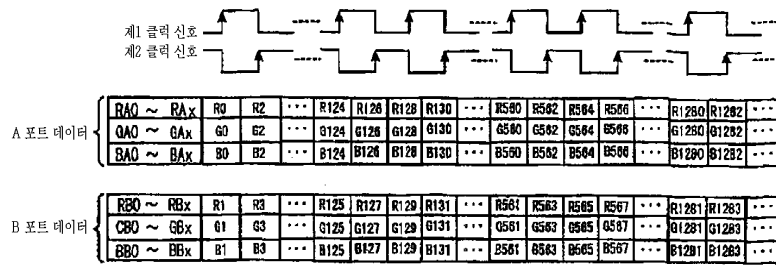 제1 클럭 신호
제2 클럭 신호
A 포트 데이터
RA0 ~ RAx R0 R2 ··· R124 R126 R128 R130 ··· R560 R562 R564 R566 ··· R1280 R1282
GA0 ~ GAx G0 G2 ··· G124 G126 G128 G130 ··· G560 G562 G564 G566 ··· G1280 G1282
BA0 ~ BAx B0 B2 ··· B124 B126 B128 B130 ··· B560 B562 B564 B566 ··· B1280 B1282
B 포트 데이터
RB0 ~ RBx R1 R3 ··· R125 R127 R129 R131 ··· R561 R563 R565 R567 ··· R1281 R1283
CB0 ~ GBx G1 G3 ··· G125 G127 G129 G131 ··· G561 G563 G565 G567 ··· G1281 G1283
BB0 ~ BBx B1 B3 ··· B125 B127 B129 B131 ··· B561 B563 B565 B567 ··· B1281 B1283